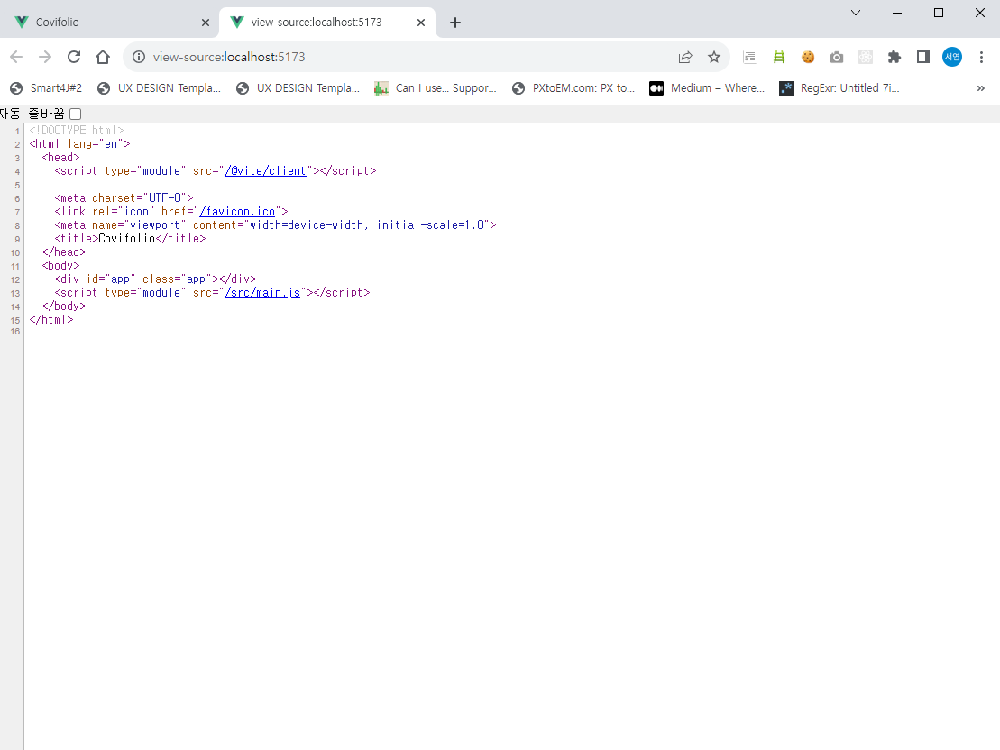 Covifolio
view-source:localhost:5173
view-source:localhost:5173
서연
Smart4J#2
UX DESIGN Templa...
UX DESIGN Templa...
Can I use... Suppor...
PXtoEM.com: PX to...
Medium – Where...
RegExr: Untitled 7i...
»
자동 줄바꿈
1 <!DOCTYPE html>
2 <html lang="en">
3 <head>
4 <script type="module" src="/@vite/client"></script>
5
6 <meta charset="UTF-8">
7 <link rel="icon" href="/favicon.ico">
8 <meta name="viewport" content="width=device-width, initial-scale=1.0">
9 <title>Covifolio</title>
10 </head>
11 <body>
12 <div id="app" class="app"></div>
13 <script type="module" src="/src/main.js"></script>
14 </body>
15 </html>
16